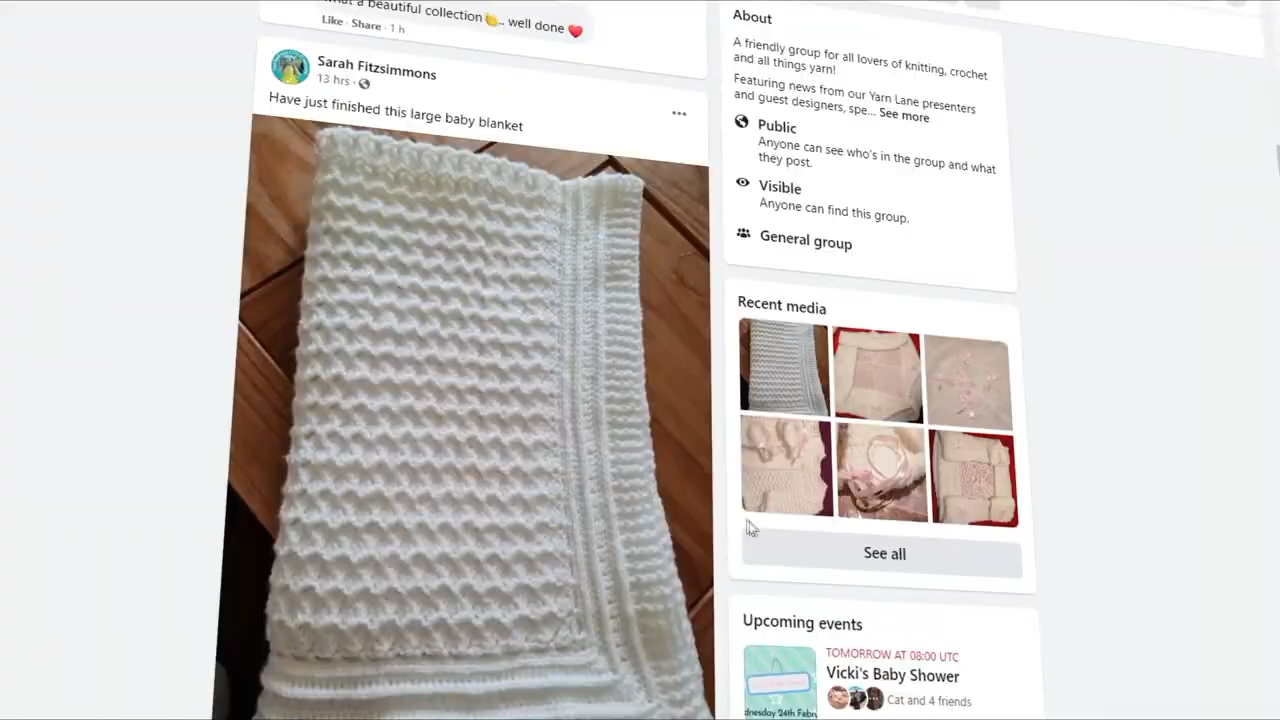 a beautiful collection 👏.. well done ❤️
Like · Share · 1 h
Sarah Fitzsimmons
13 hrs ·
Have just finished this large baby blanket
About
A friendly group for all lovers of knitting, crochet
and all things yarn!
Featuring news from our Yarn Lane presenters
and guest designers, spe... See more
Public
Anyone can see who's in the group and what
they post.
Visible
Anyone can find this group.
General group
Recent media
See all
Upcoming events
TOMORROW AT 08:00 UTC
Vicki's Baby Shower
Cat and 4 friends
24th